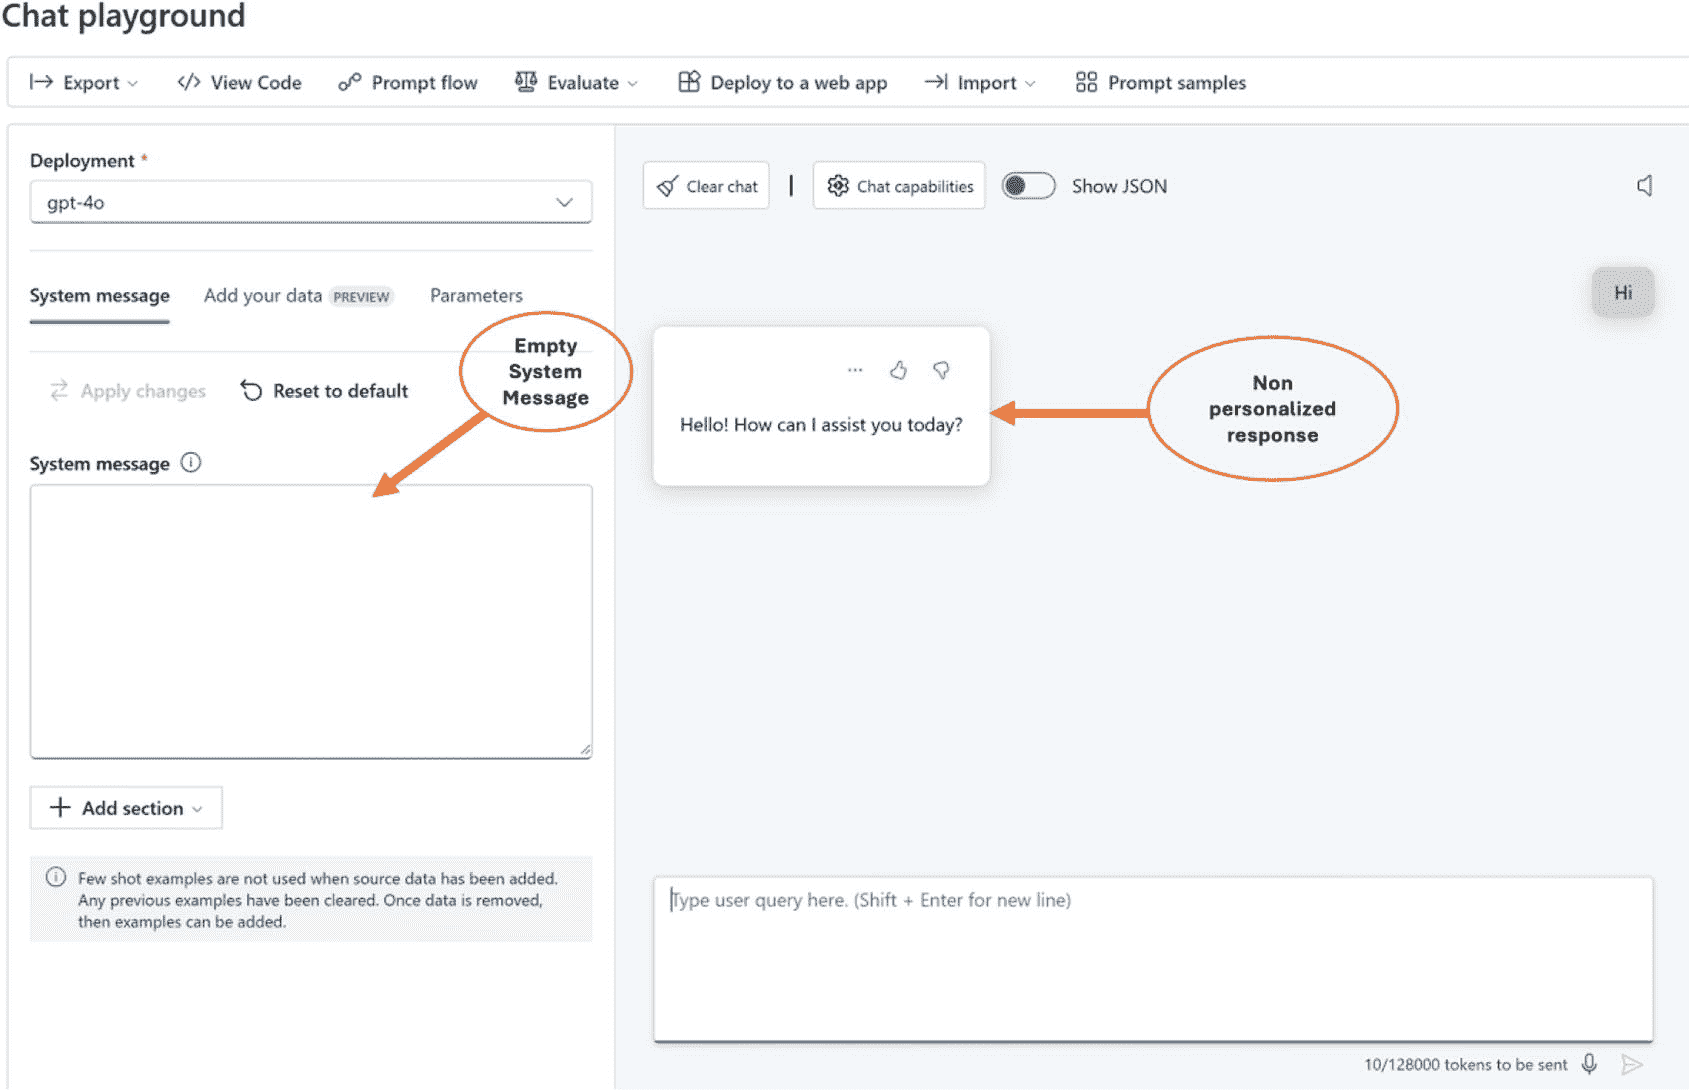 Chat playground
Export
View Code
Prompt flow
Evaluate
Deploy to a web app
Import
Prompt samples
Deployment *
gpt-4o
System message
Add your data PREVIEW
Parameters
Apply changes
Reset to default
Empty
System
Message
System message
Add section
Few shot examples are not used when source data has been added.
Any previous examples have been cleared. Once data is removed,
then examples can be added.
Clear chat
Chat capabilities
Show JSON
Hi
Hello! How can I assist you today?
Non
personalized
response
Type user query here. (Shift + Enter for new line)
10/128000 tokens to be sent